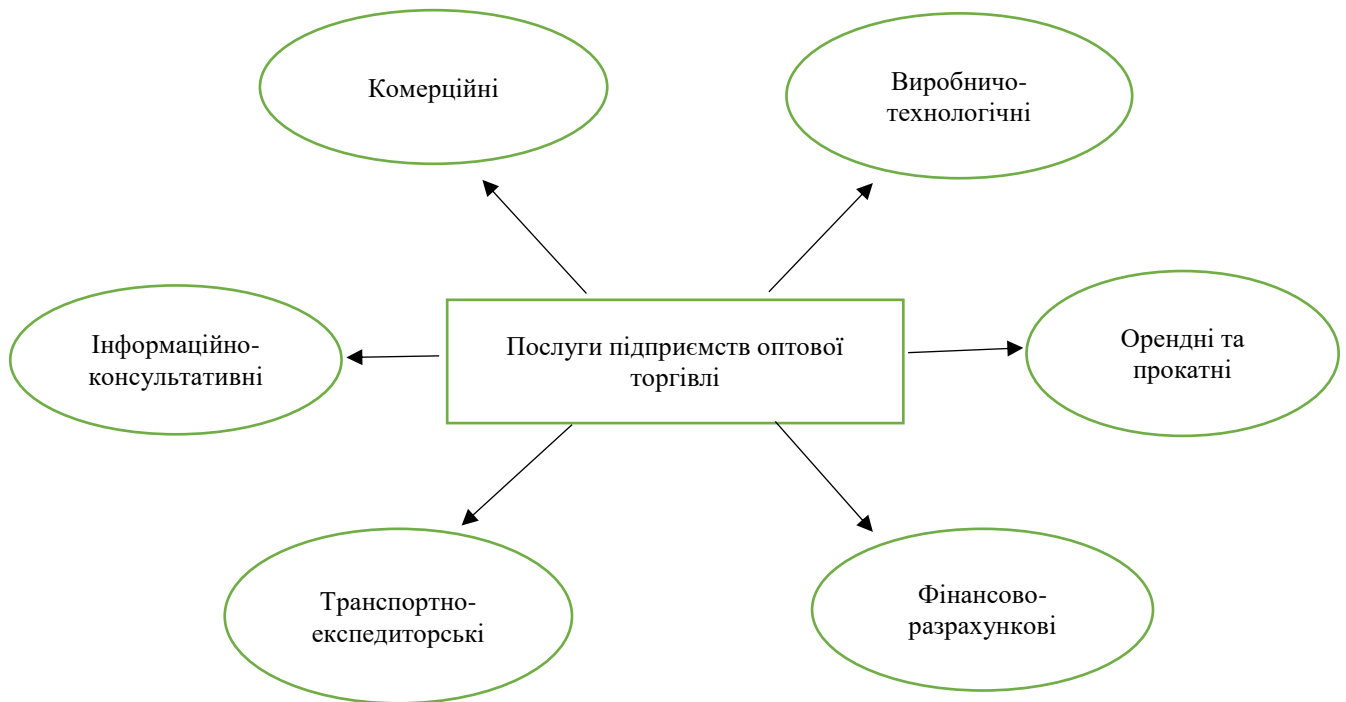 Комерційні
Виробничо-
технологічні
Інформаційно-
консультативні
Послуги підприємств оптової
торгівлі
Орендні та
прокатні
Транспортно-
експедиторські
Фінансово-
разрахункові